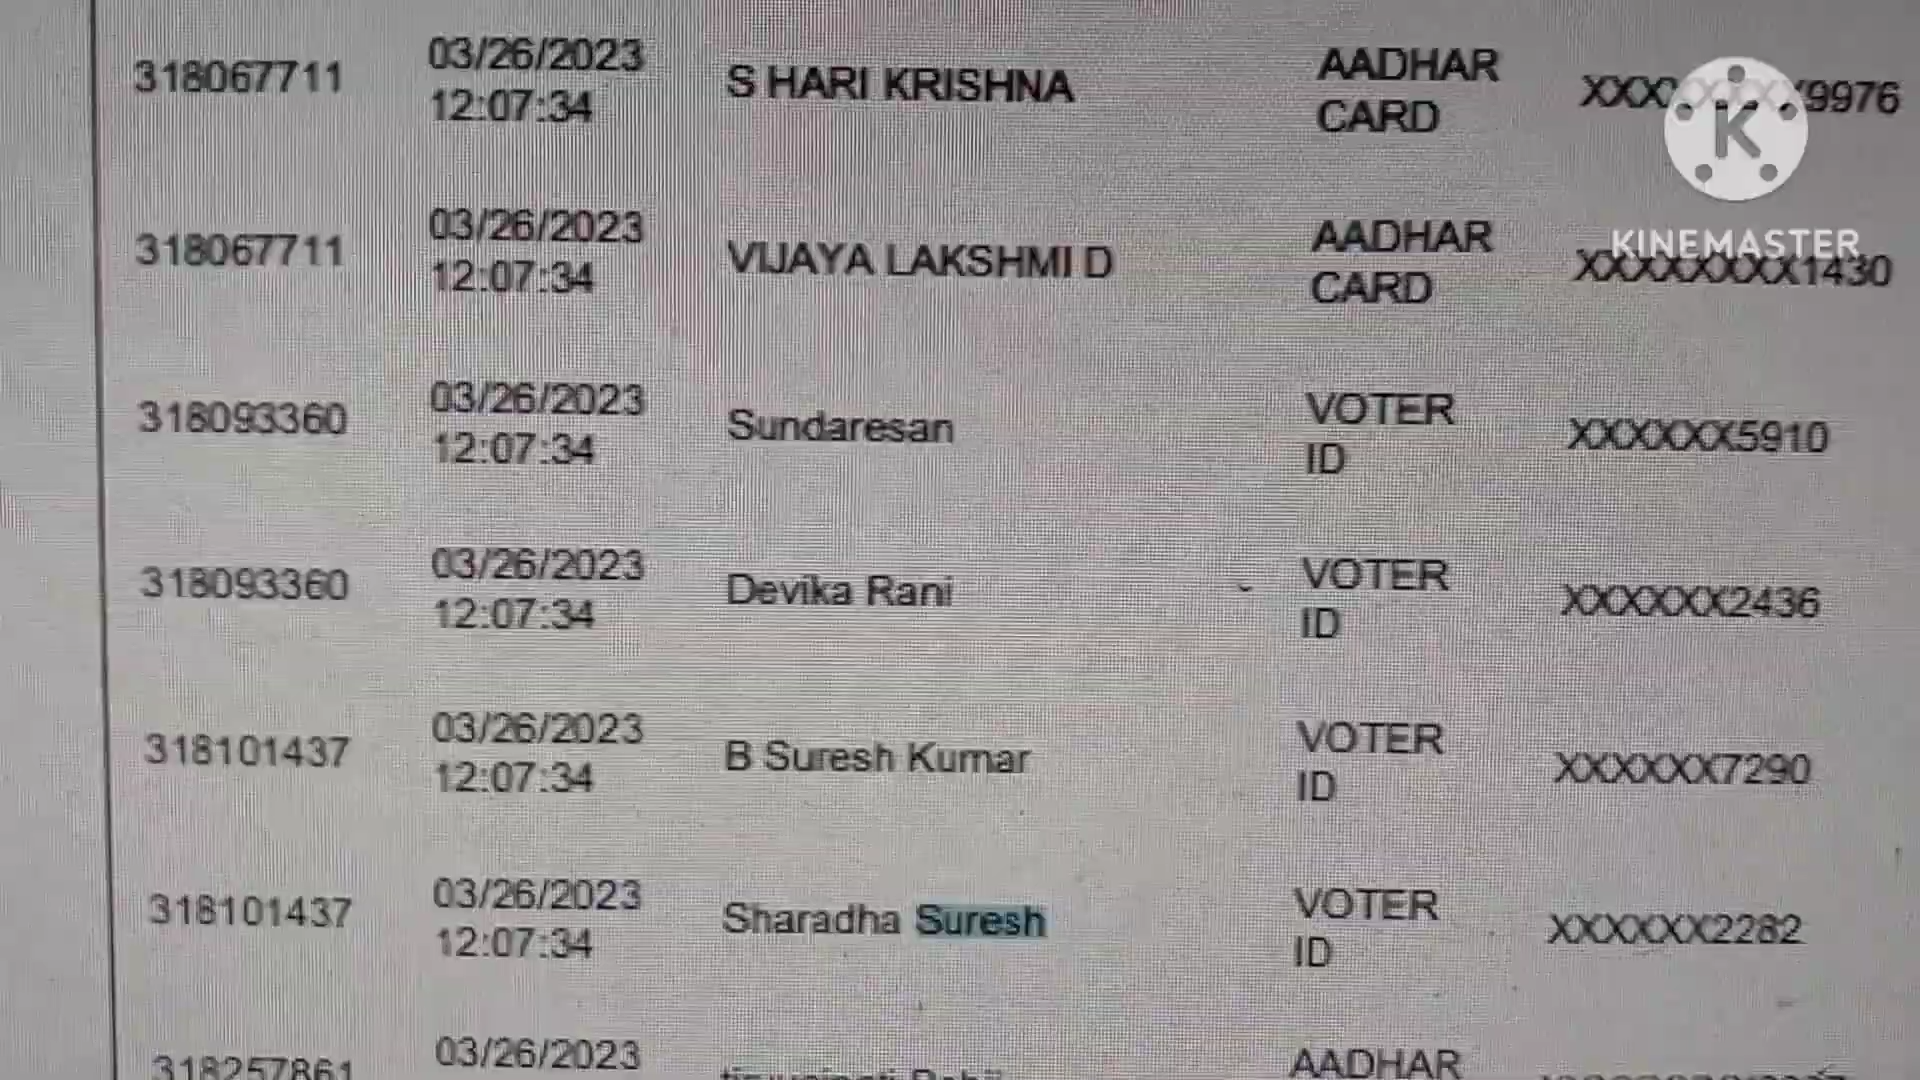 318067711 03/26/2023 12:07:34 S HARI KRISHNA AADHAR CARD 9976
318067711 03/26/2023 12:07:34 VIJAYA LAKSHMI D AADHAR CARD XXXXXXXX1430
318093360 03/26/2023 12:07:34 Sundaresan VOTER ID XXXXXX5910
318093360 03/26/2023 12:07:34 Devika Rani VOTER ID XXXXXX2436
318101437 03/26/2023 12:07:34 B Suresh Kumar VOTER ID XXXXXX7290
318101437 03/26/2023 12:07:34 Sharadha Suresh VOTER ID XXXXXX2282
318257861 03/26/2023 AADHAR
K
KINEMASTER